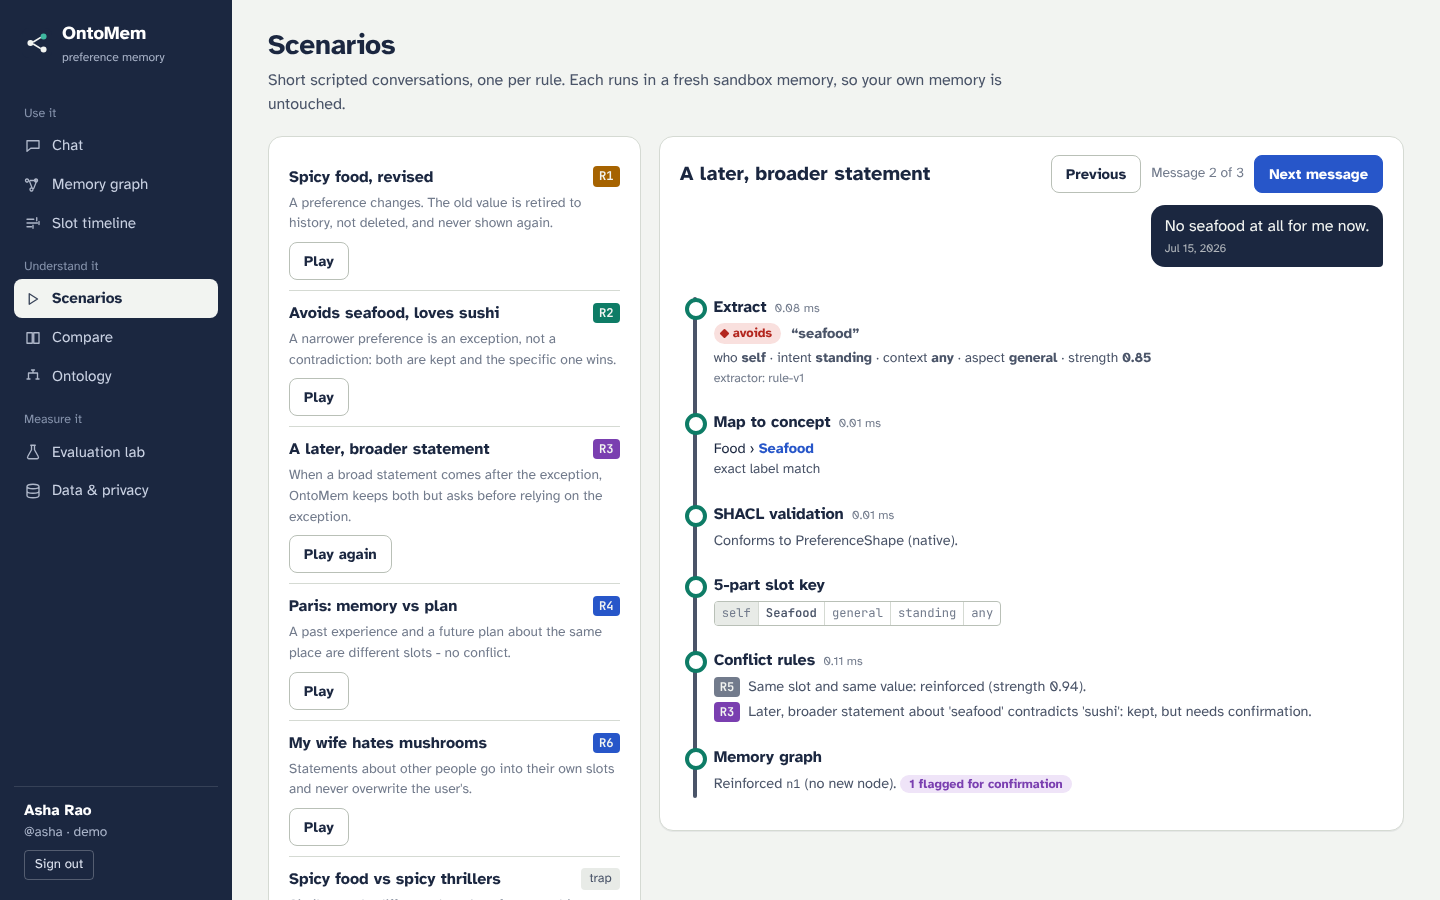 OntoMem
preference memory
Use it
Chat
Memory graph
Slot timeline
Understand it
Scenarios
Compare
Ontology
Measure it
Evaluation lab
Data & privacy
Asha Rao
@asha · demo
Sign out
Scenarios
Short scripted conversations, one per rule. Each runs in a fresh sandbox memory, so your own memory is
untouched.
Spicy food, revised R1
A preference changes. The old value is retired to
history, not deleted, and never shown again.
Play
Avoids seafood, loves sushi R2
A narrower preference is an exception, not a
contradiction: both are kept and the specific one wins.
Play
A later, broader statement R3
When a broad statement comes after the exception,
OntoMem keeps both but asks before relying on the
exception.
Play again
Paris: memory vs plan R4
A past experience and a future plan about the same
place are different slots - no conflict.
Play
My wife hates mushrooms R6
Statements about other people go into their own slots
and never overwrite the user's.
Play
Spicy food vs spicy thrillers trap
A later, broader statement Previous Message 2 of 3 Next message
No seafood at all for me now.
Jul 15, 2026
Extract 0.08 ms
avoids “seafood”
who self · intent standing · context any · aspect general · strength 0.85
extractor: rule-v1
Map to concept 0.01 ms
Food › Seafood
exact label match
SHACL validation 0.01 ms
Conforms to PreferenceShape (native).
5-part slot key
self Seafood general standing any
Conflict rules 0.11 ms
R5 Same slot and same value: reinforced (strength 0.94).
R3 Later, broader statement about 'seafood' contradicts 'sushi': kept, but needs confirmation.
Memory graph
Reinforced n1 (no new node). 1 flagged for confirmation